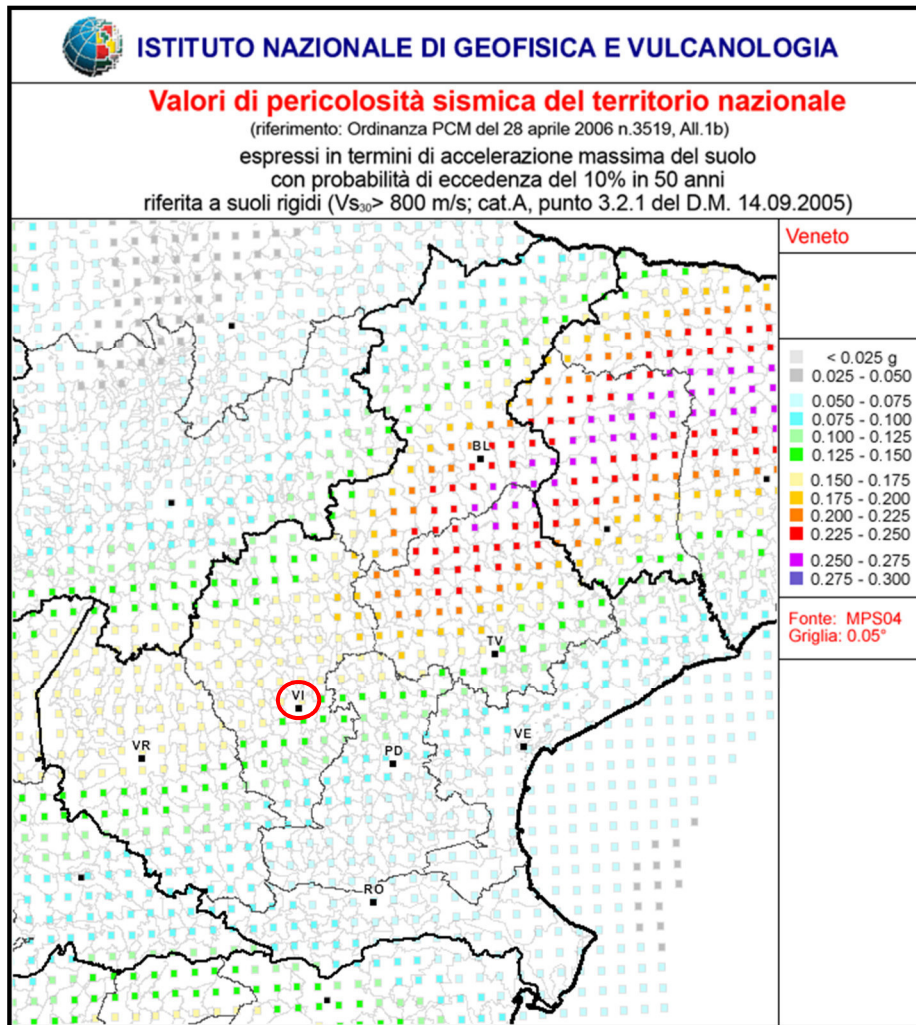 ISTITUTO NAZIONALE DI GEOFISICA E VULCANOLOGIA
Valori di pericolosità sismica del territorio nazionale
(riferimento: Ordinanza PCM del 28 aprile 2006 n.3519, All.1b)
espressi in termini di accelerazione massima del suolo
con probabilità di eccedenza del 10% in 50 anni
riferita a suoli rigidi (Vs₃₀> 800 m/s; cat.A, punto 3.2.1 del D.M. 14.09.2005)
Veneto
< 0.025 g
0.025 - 0.050
0.050 - 0.075
0.075 - 0.100
0.100 - 0.125
0.125 - 0.150
0.150 - 0.175
0.175 - 0.200
0.200 - 0.225
0.225 - 0.250
0.250 - 0.275
0.275 - 0.300
Fonte: MPS04
Griglia: 0.05°
BL
TV
VI
VE
VR
PD
RO